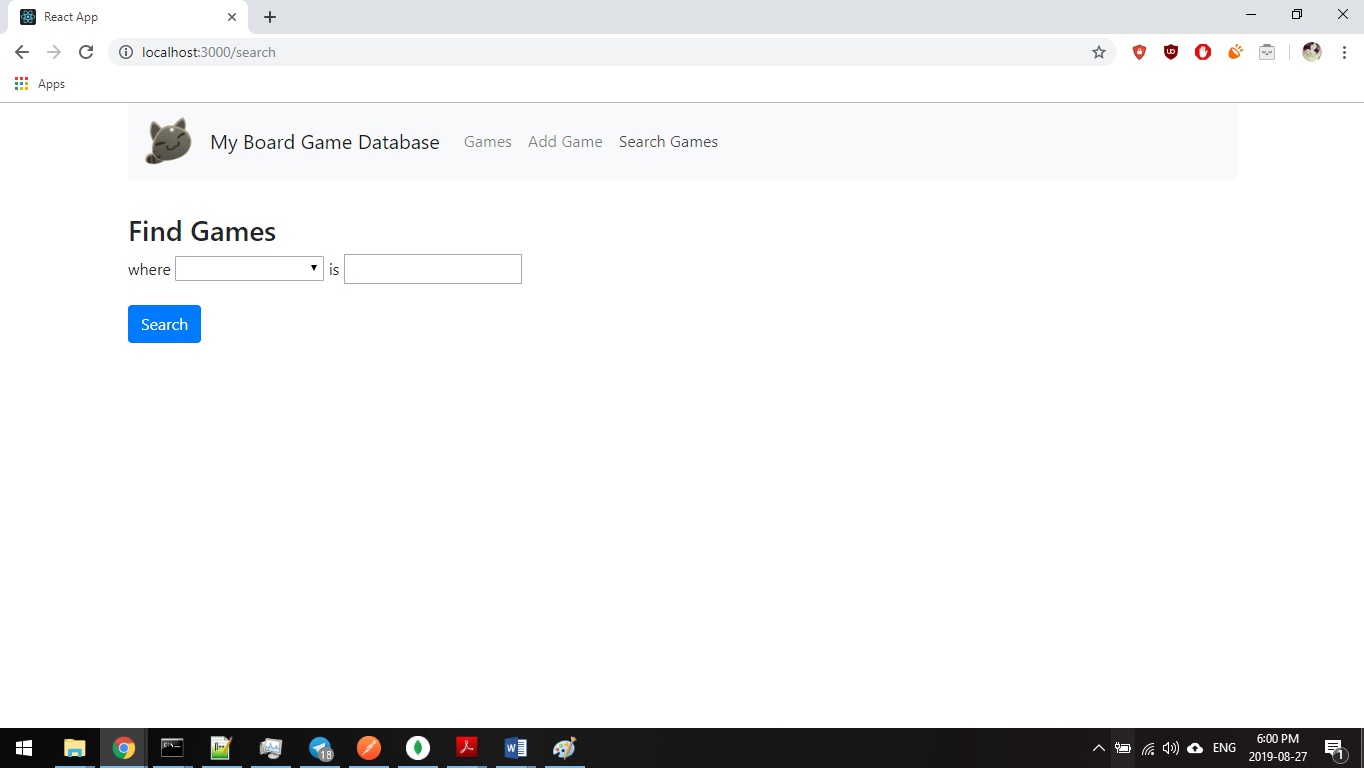 React App
localhost:3000/search
Apps
My Board Game Database Games Add Game Search Games
Find Games
where is
Search
18
ENG
6:00 PM
2019-08-27
1